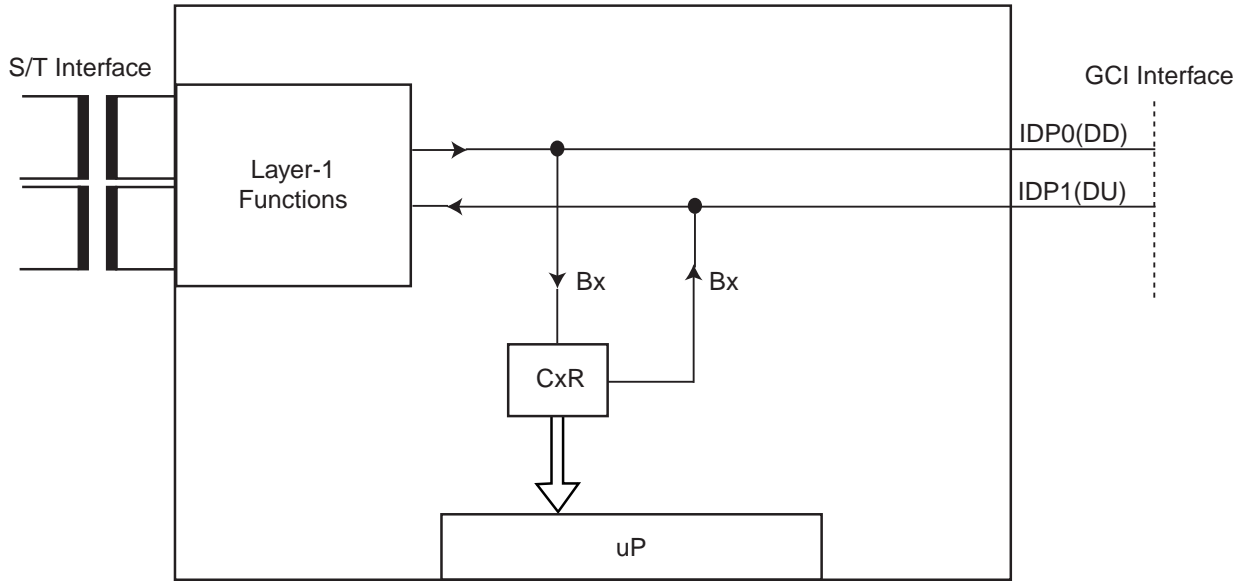 S/T Interface
GCI Interface
IDP0(DD)
Layer-1
Functions
IDP1(DU)
Bx
Bx
CxR
uP